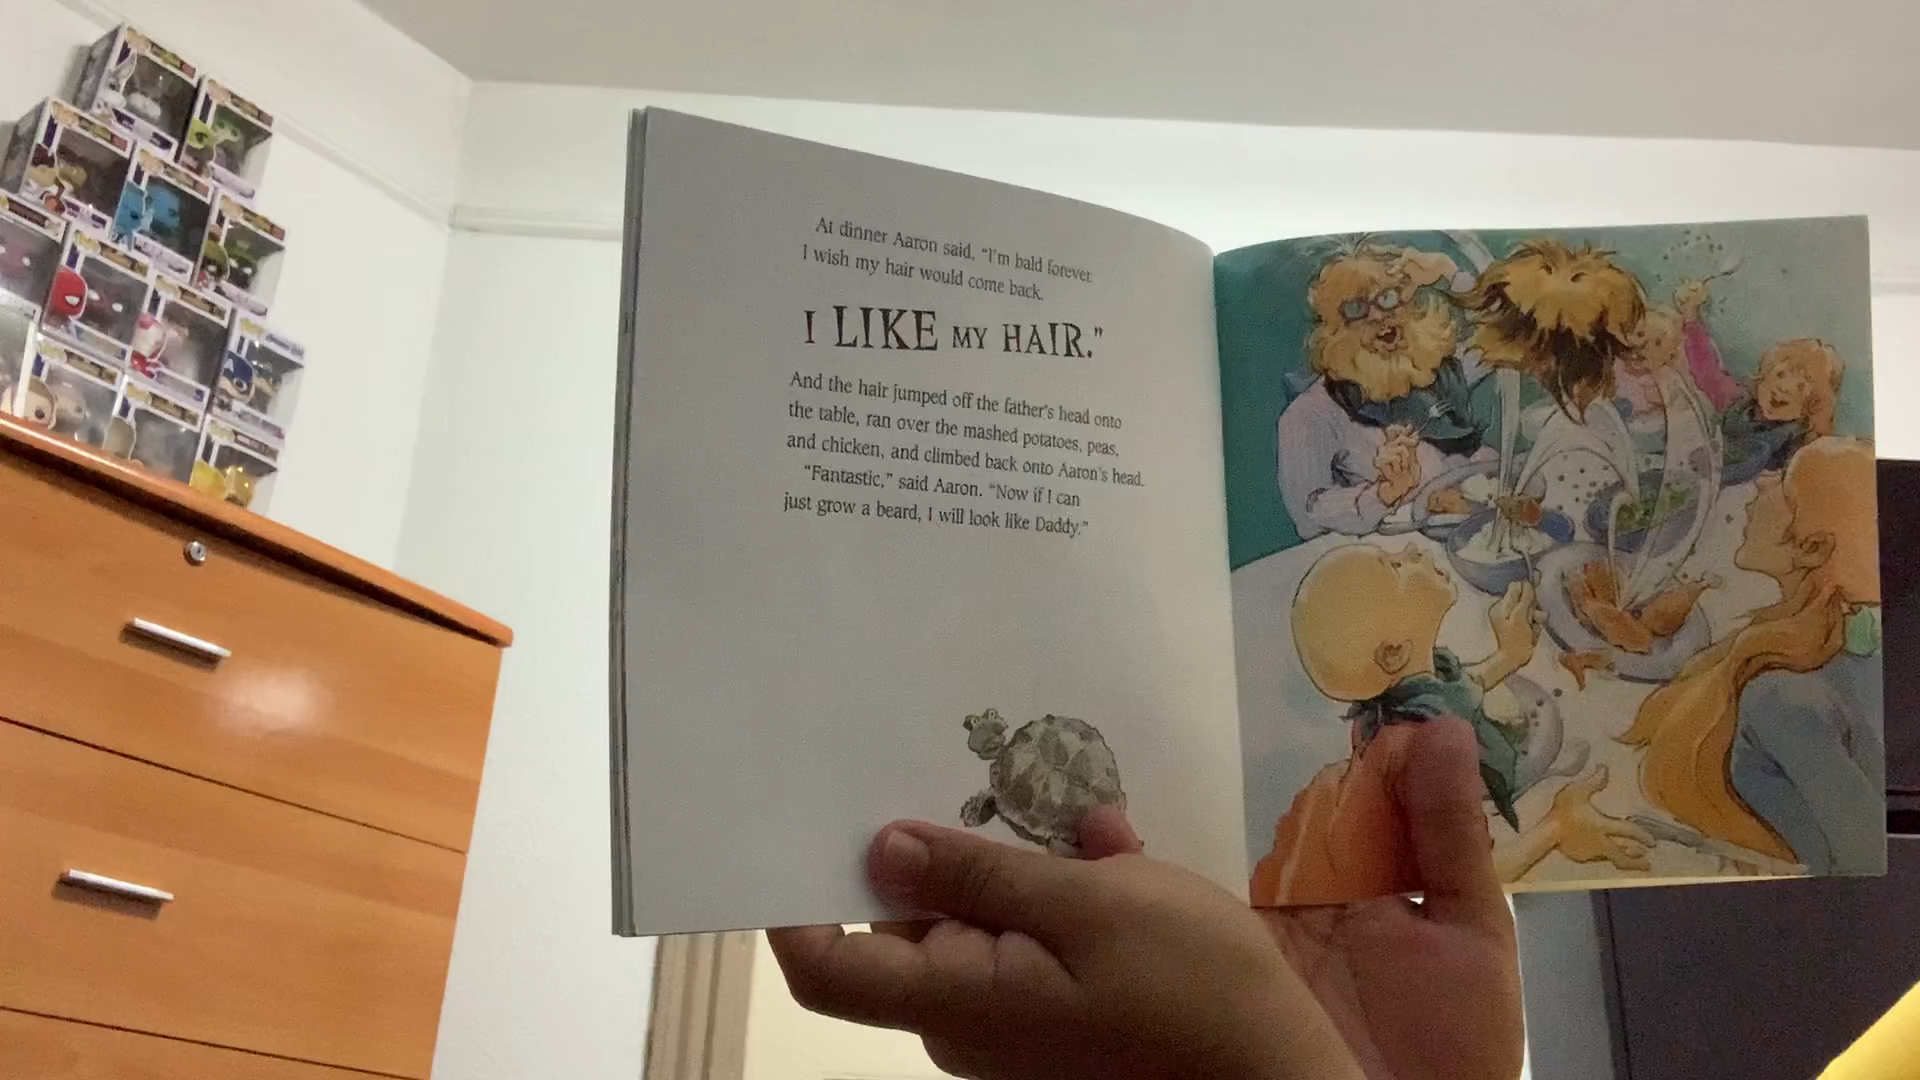 At dinner Aaron said, "I'm bald forever.
I wish my hair would come back.
I LIKE MY HAIR."
And the hair jumped off the father's head onto
the table, ran over the mashed potatoes, peas,
and chicken, and climbed back onto Aaron's head.
"Fantastic," said Aaron. "Now if I can
just grow a beard, I will look like Daddy."